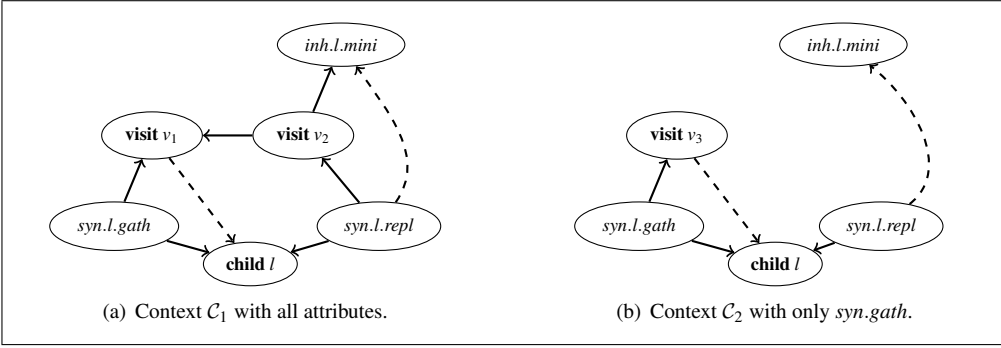 inh.l.mini
visit v₁
visit v₂
syn.l.gath
syn.l.repl
child l
(a) Context C₁ with all attributes.
inh.l.mini
visit v₃
syn.l.gath
syn.l.repl
child l
(b) Context C₂ with only syn.gath.